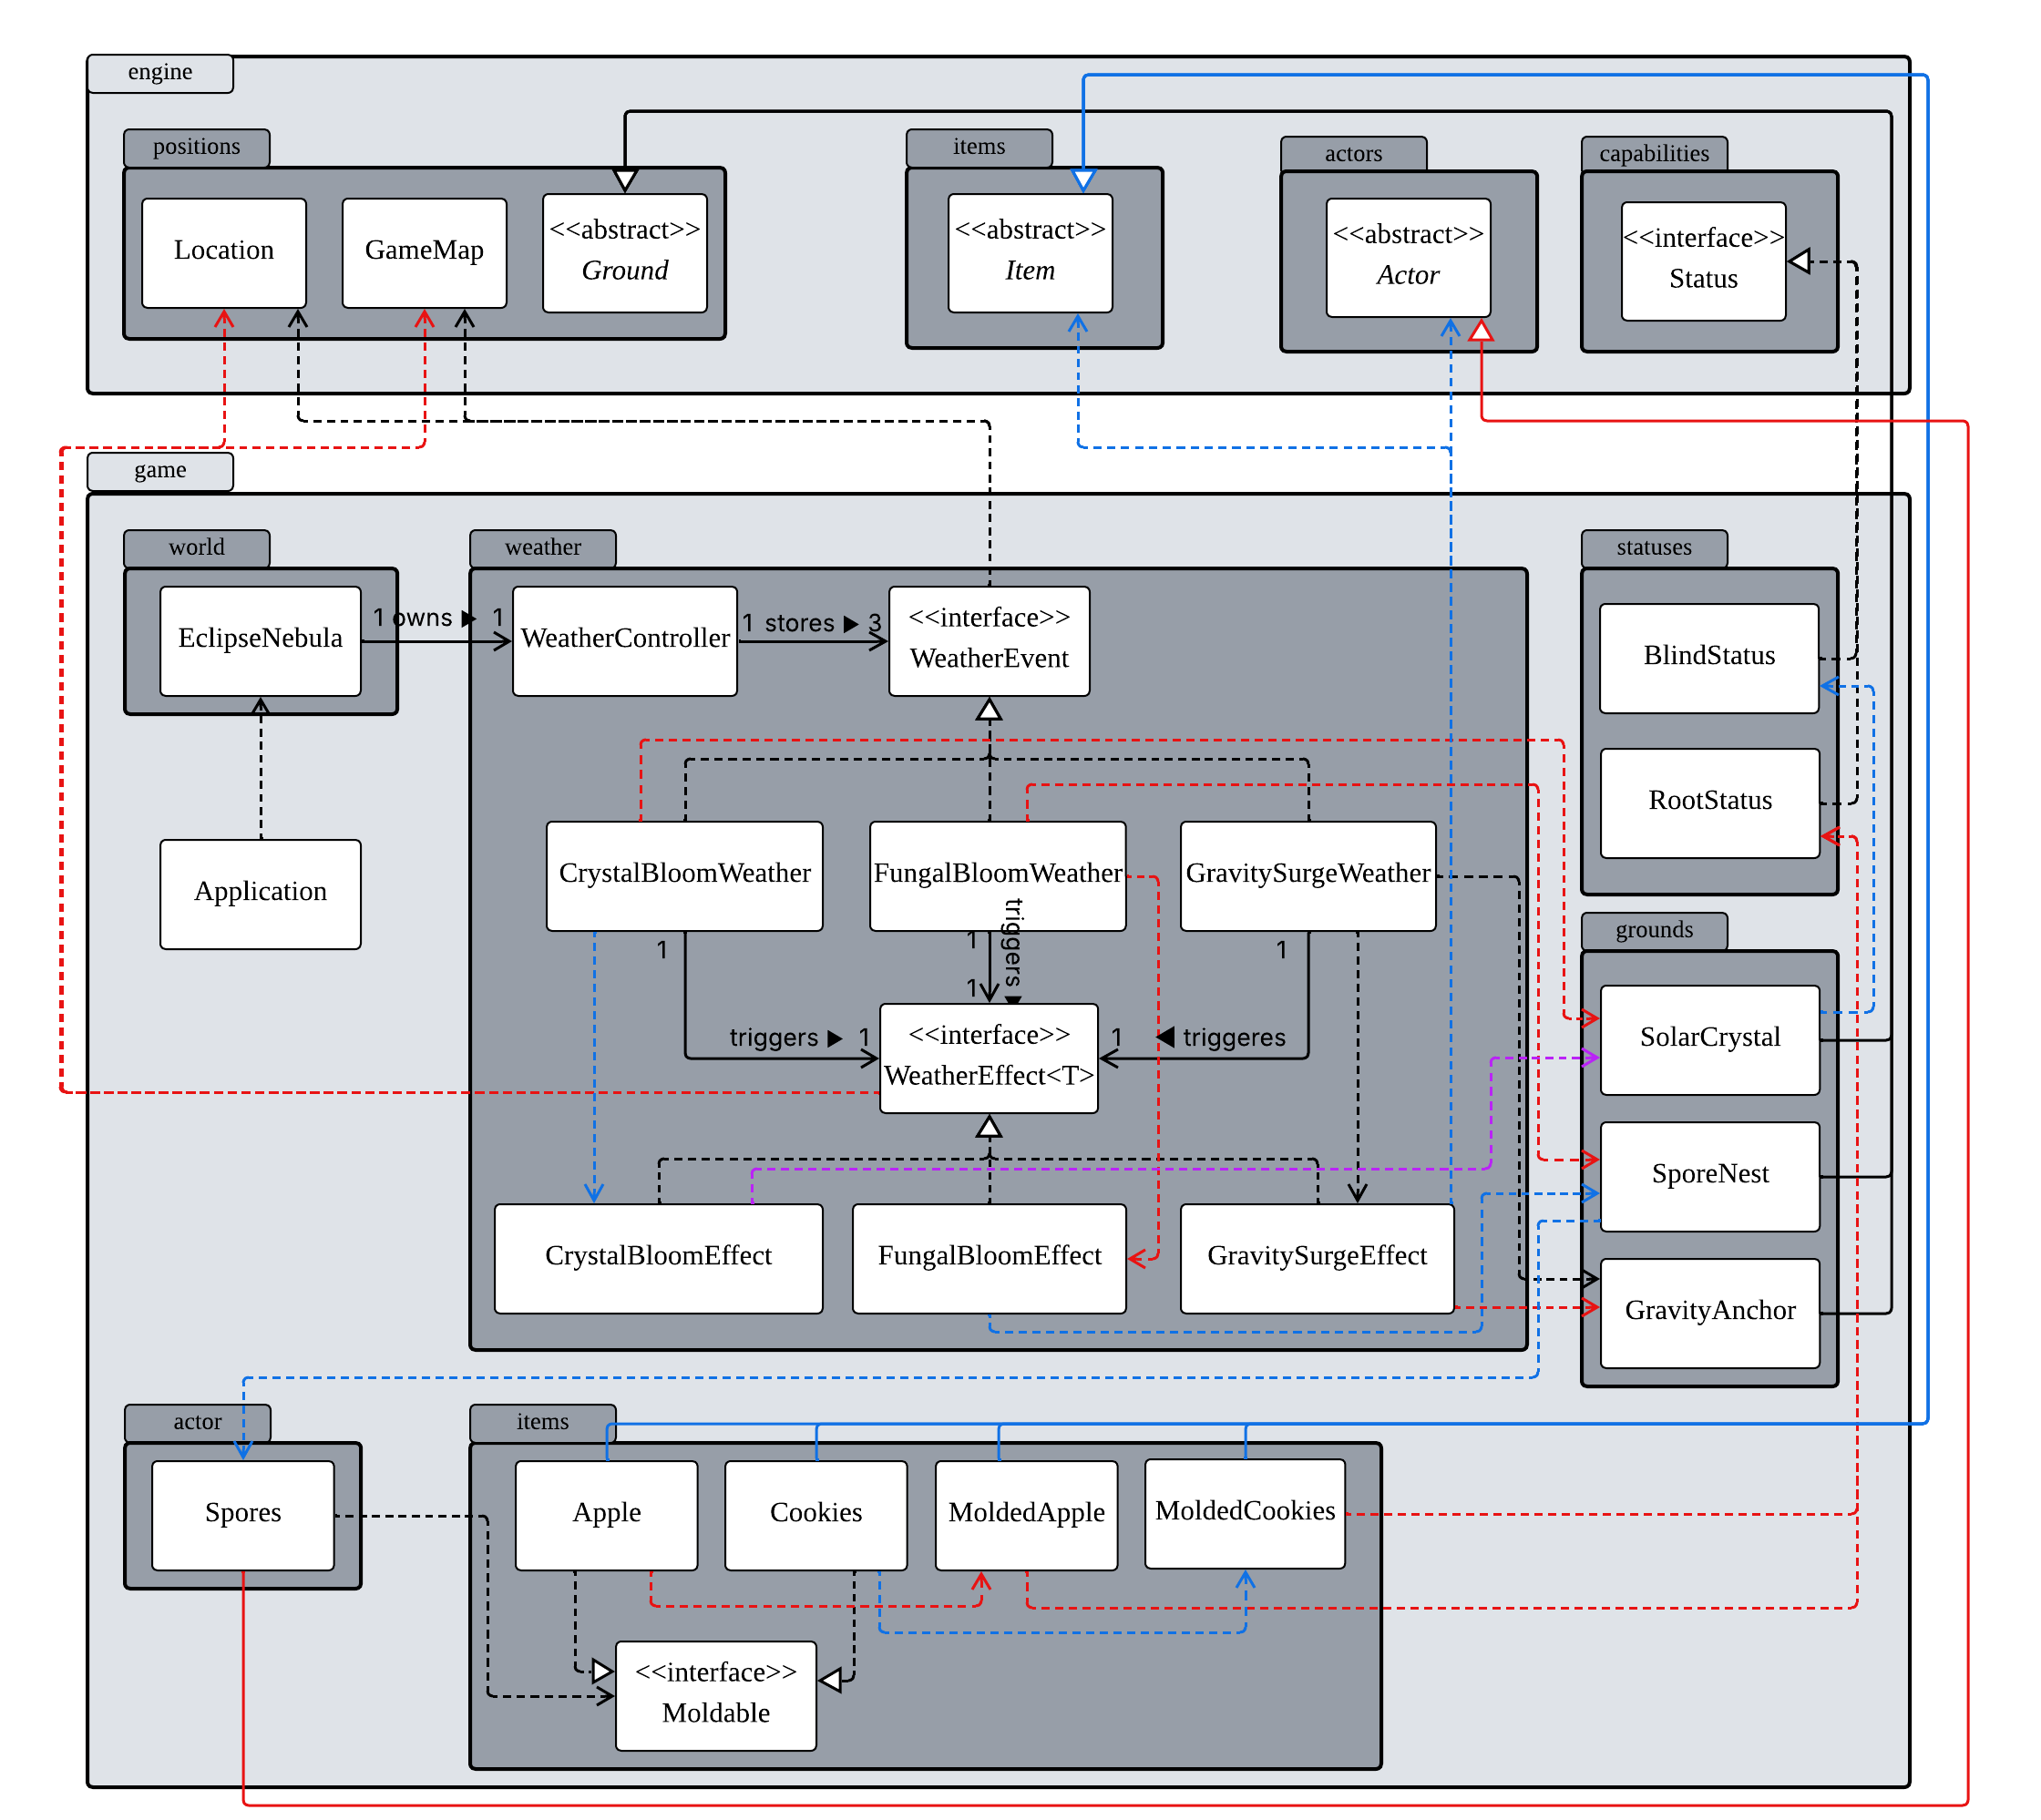 engine
positions
items
actors
capabilities
Location
GameMap
<<abstract>>
Ground
<<abstract>>
Item
<<abstract>>
Actor
<<interface>>
Status
game
world
weather
statuses
EclipseNebula
1 owns ▶ 1
WeatherController
1 stores ▶ 3
<<interface>>
WeatherEvent
BlindStatus
RootStatus
Application
CrystalBloomWeather
FungalBloomWeather
GravitySurgeWeather
1
1
triggers ▶
1
1
grounds
triggers ▶ 1
<<interface>>
WeatherEffect<T>
1 ◀ triggeres
SolarCrystal
SporeNest
CrystalBloomEffect
FungalBloomEffect
GravitySurgeEffect
GravityAnchor
actor
items
Spores
Apple
Cookies
MoldedApple
MoldedCookies
<<interface>>
Moldable